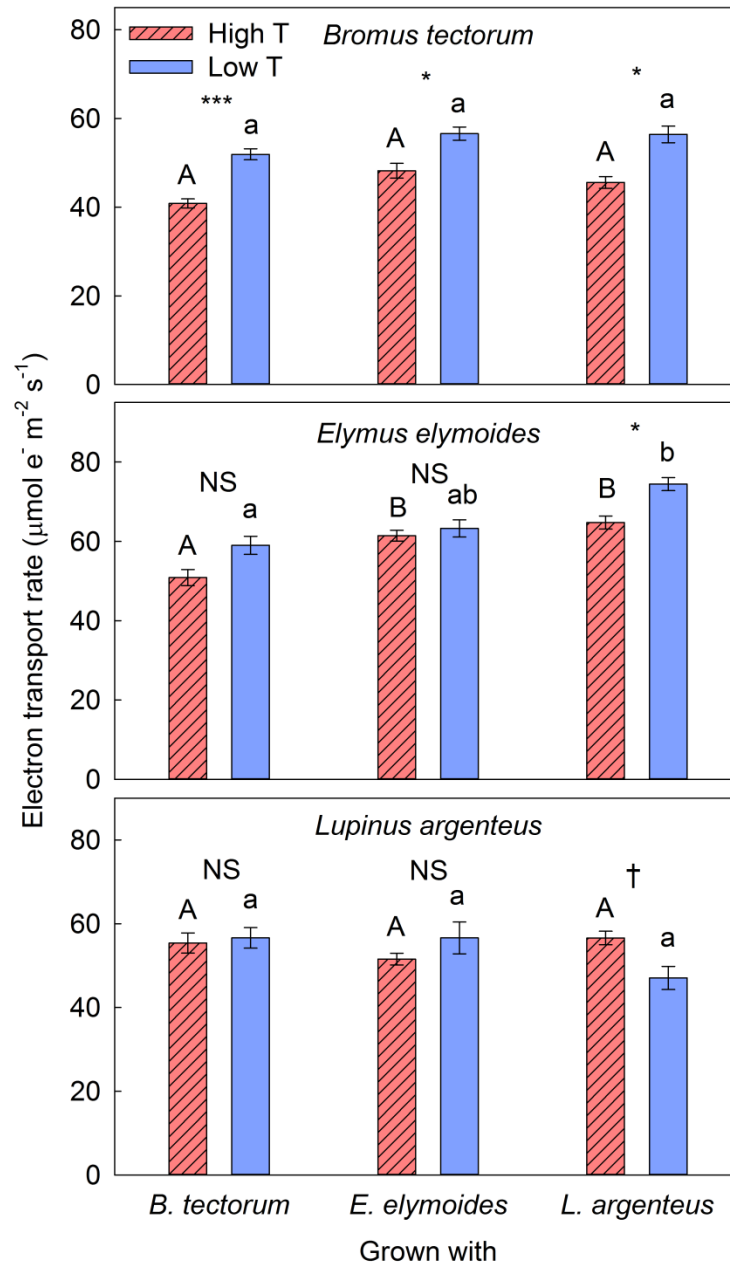 Electron transport rate (μmol e⁻ m⁻² s⁻¹)
High T
Low T
Bromus tectorum
80
60
40
20
0
*** * *
A a A a A a
Elymus elymoides
80
60
40
20
0
NS NS *
A a B ab B b
Lupinus argenteus
80
60
40
20
0
NS NS †
A a A a A a
B. tectorum E. elymoides L. argenteus
Grown with